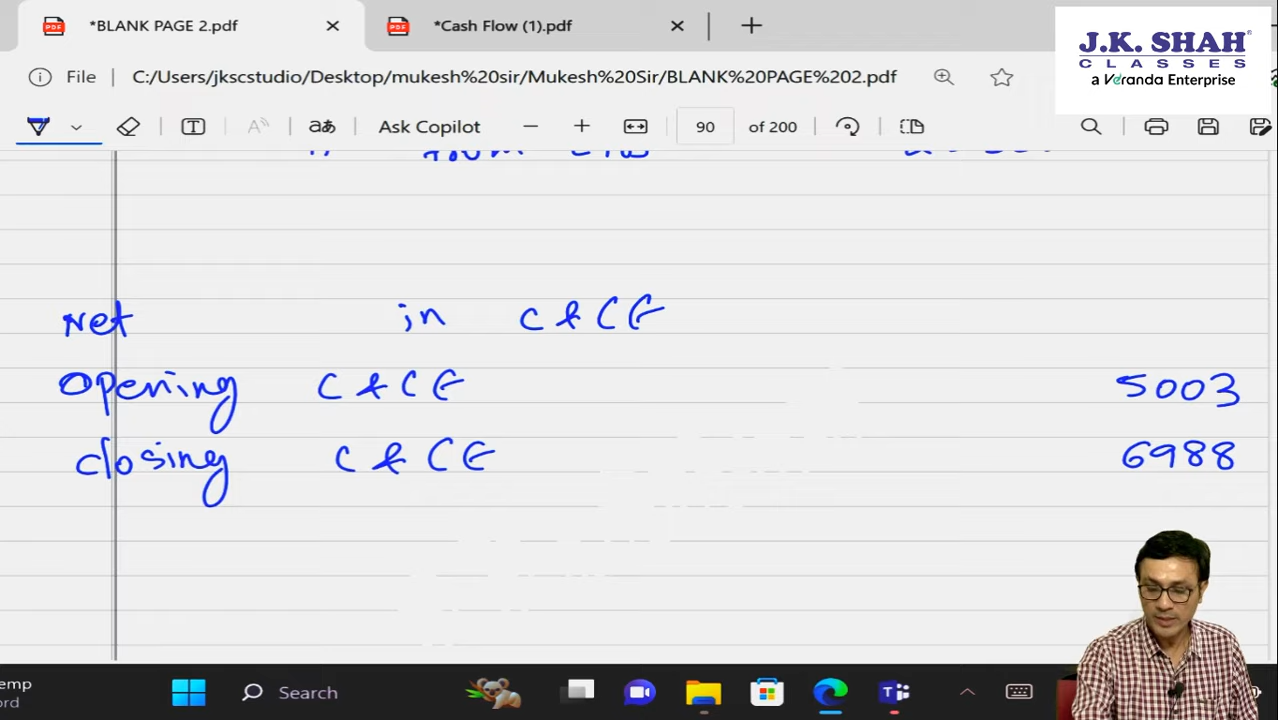 *BLANK PAGE 2.pdf
*Cash Flow (1).pdf
J.K. SHAH®
CLASSES
a Veranda Enterprise
File C:/Users/jkscstudio/Desktop/mukesh%20sir/Mukesh%20Sir/BLANK%20PAGE%202.pdf
Ask Copilot 90 of 200
Net in C & CE
Opening C & CE 5003
closing C & CE 6988
emp
ord
Search